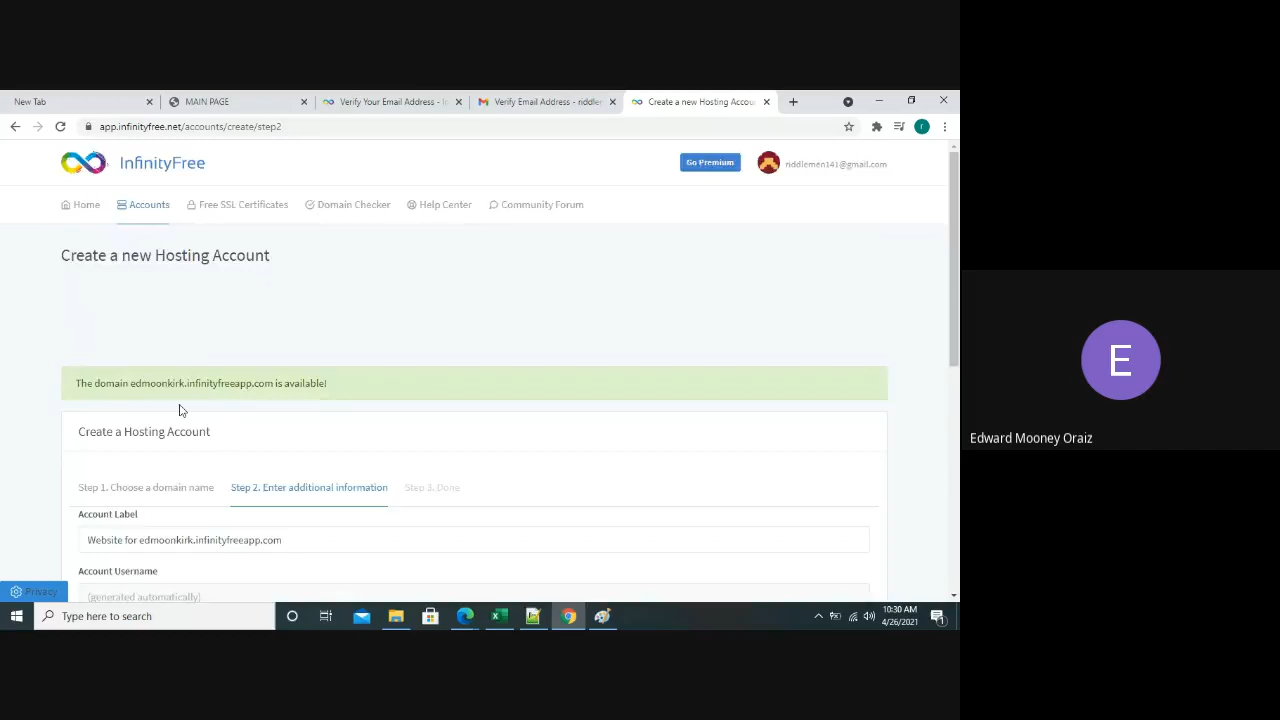 New Tab
MAIN PAGE
Verify Your Email Address - I
Verify Email Address - riddler
Create a new Hosting Accou
app.infinityfree.net/accounts/create/step2
r
InfinityFree
Go Premium
riddlemen141@gmail.com
Home
Accounts
Free SSL Certificates
Domain Checker
Help Center
Community Forum
Create a new Hosting Account
The domain edmoonkirk.infinityfreeapp.com is available!
Create a Hosting Account
Step 1. Choose a domain name
Step 2. Enter additional information
Step 3. Done
Account Label
Website for edmoonkirk.infinityfreeapp.com
Account Username
(generated automatically)
Privacy
Type here to search
10:30 AM
4/26/2021
1
E
Edward Mooney Oraiz